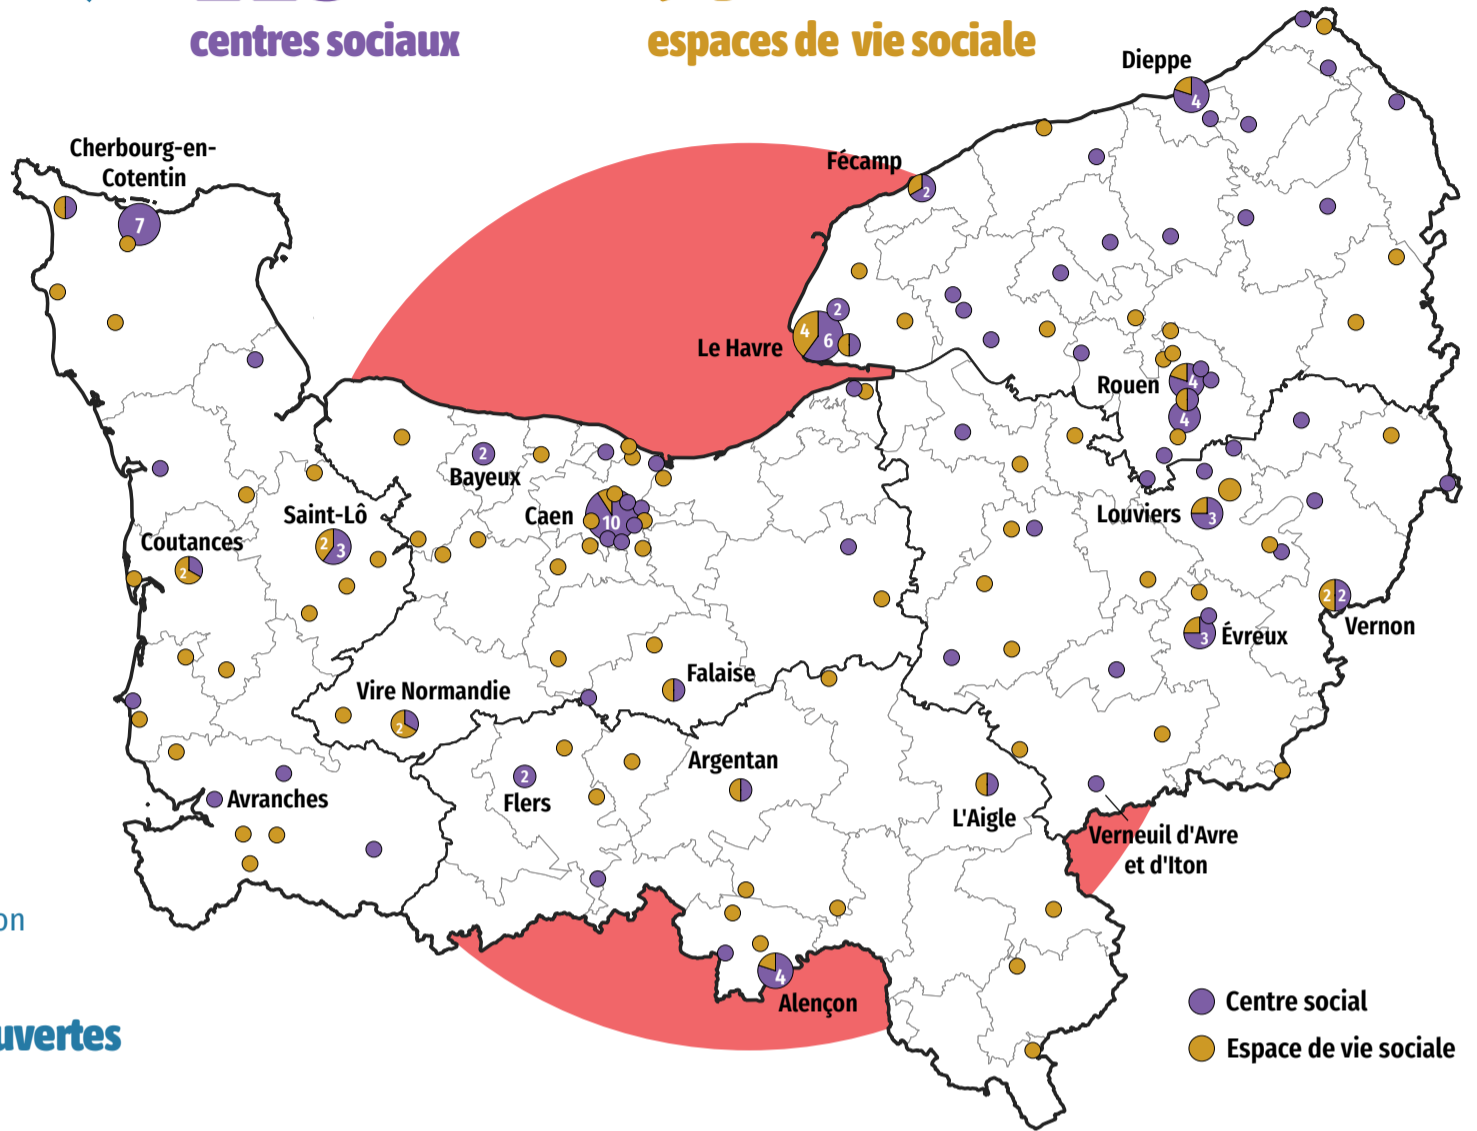 centres sociaux
espaces de vie sociale
Dieppe
4
Cherbourg-en-
Cotentin
Fécamp
2
7
2
4
6
Le Havre
Rouen
4
4
2
Bayeux
Saint-Lô
Caen
10
Louviers
3
Coutances
2
3
2
2
2
Vernon
3
Évreux
Falaise
Vire Normandie
2
Argentan
2
Flers
L'Aigle
Avranches
Verneuil d'Avre
et d'Iton
on
4
Alençon
Centre social
uvertes
Espace de vie sociale